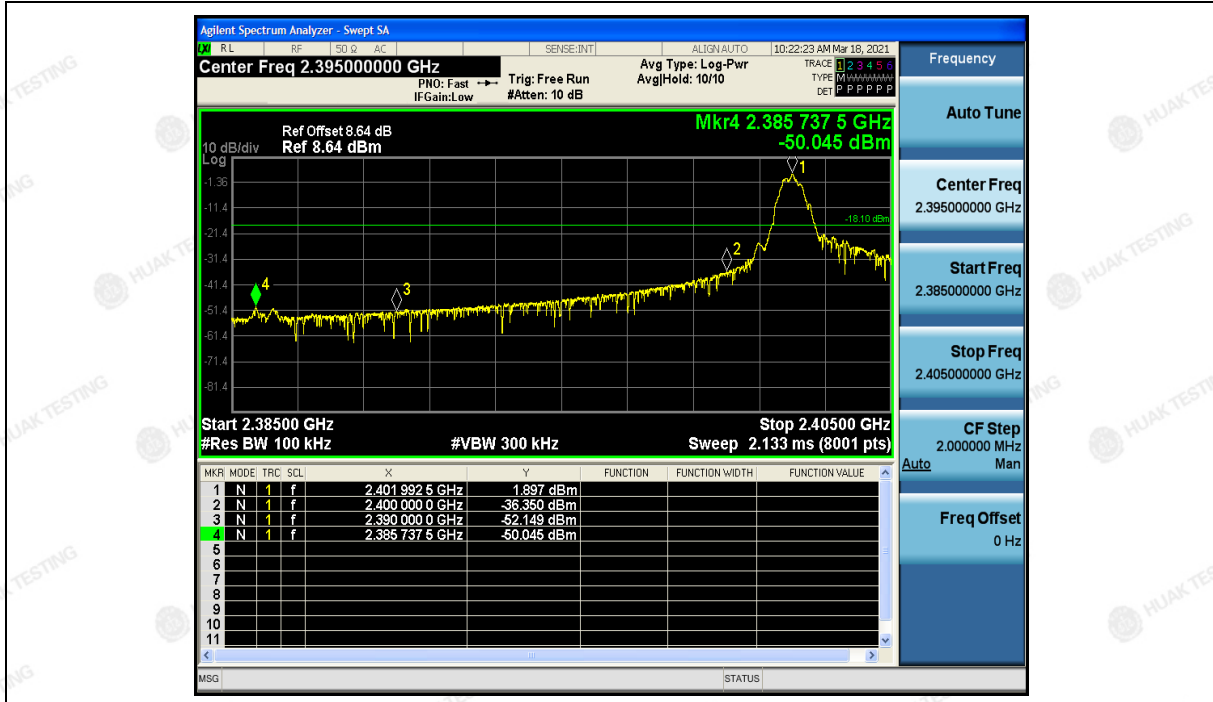 Agilent Spectrum Analyzer - Swept SA
LXI RL RF 50 Ω AC SENSE:INT ALIGN AUTO 10:22:23 AM Mar 18, 2021
Center Freq 2.395000000 GHz
PNO: Fast
IFGain:Low
Trig: Free Run
#Atten: 10 dB
Avg Type: Log-Pwr
Avg|Hold: 10/10
TRACE 1 2 3 4 5 6
TYPE M WWWWW
DET P P P P P P
Mkr4 2.385 737 5 GHz
-50.045 dBm
Ref Offset 8.64 dB
10 dB/div Ref 8.64 dBm
Log
-1.36
-11.4
-21.4
-31.4
-41.4
-51.4
-61.4
-71.4
-81.4
1
-18.10 dBm
2
3
4
Start 2.38500 GHz Stop 2.40500 GHz
#Res BW 100 kHz #VBW 300 kHz Sweep 2.133 ms (8001 pts)
MKR MODE TRC SCL X Y FUNCTION FUNCTION WIDTH FUNCTION VALUE
1 N 1 f 2.401 992 5 GHz 1.897 dBm
2 N 1 f 2.400 000 0 GHz -36.350 dBm
3 N 1 f 2.390 000 0 GHz -52.149 dBm
4 N 1 f 2.385 737 5 GHz -50.045 dBm
5
6
7
8
9
10
11
MSG STATUS
Frequency
Auto Tune
Center Freq
2.395000000 GHz
Start Freq
2.385000000 GHz
Stop Freq
2.405000000 GHz
CF Step
2.000000 MHz
Auto Man
Freq Offset
0 Hz
HUAK TESTING
HUAK TESTING